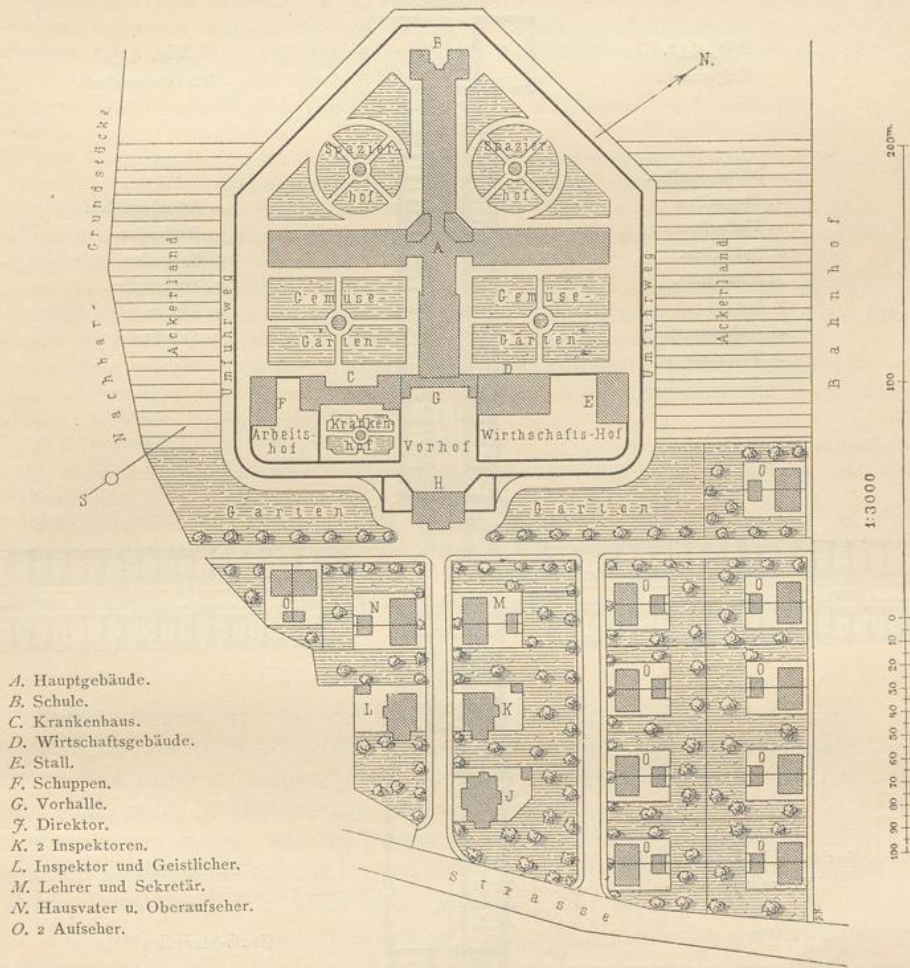 B
N.
200m.
Spazier-
hof
Spazier-
hof
Nachbar- Grundstücke
Ackerland
Umfuhrweg
A
Umfuhrweg
Ackerland
Bahnhof
Gemüse-
Gärten
Gemüse-
Gärten
C
D
100
F
G
E
Arbeits-
hof
Kranken
hof
Vorhof
Wirthschafts-Hof
S
H
O
Garten
Garten
1:3000
O
N
M
O
O
0
10
20
30
40
50
60
70
80
90
100
L
K
O
O
J
O
O
O
O
Strasse
A. Hauptgebäude.
B. Schule.
C. Krankenhaus.
D. Wirtschaftsgebäude.
E. Stall.
F. Schuppen.
G. Vorhalle.
J. Direktor.
K. 2 Inspektoren.
L. Inspektor und Geistlicher.
M. Lehrer und Sekretär.
N. Hausvater u. Oberaufseher.
O. 2 Aufseher.